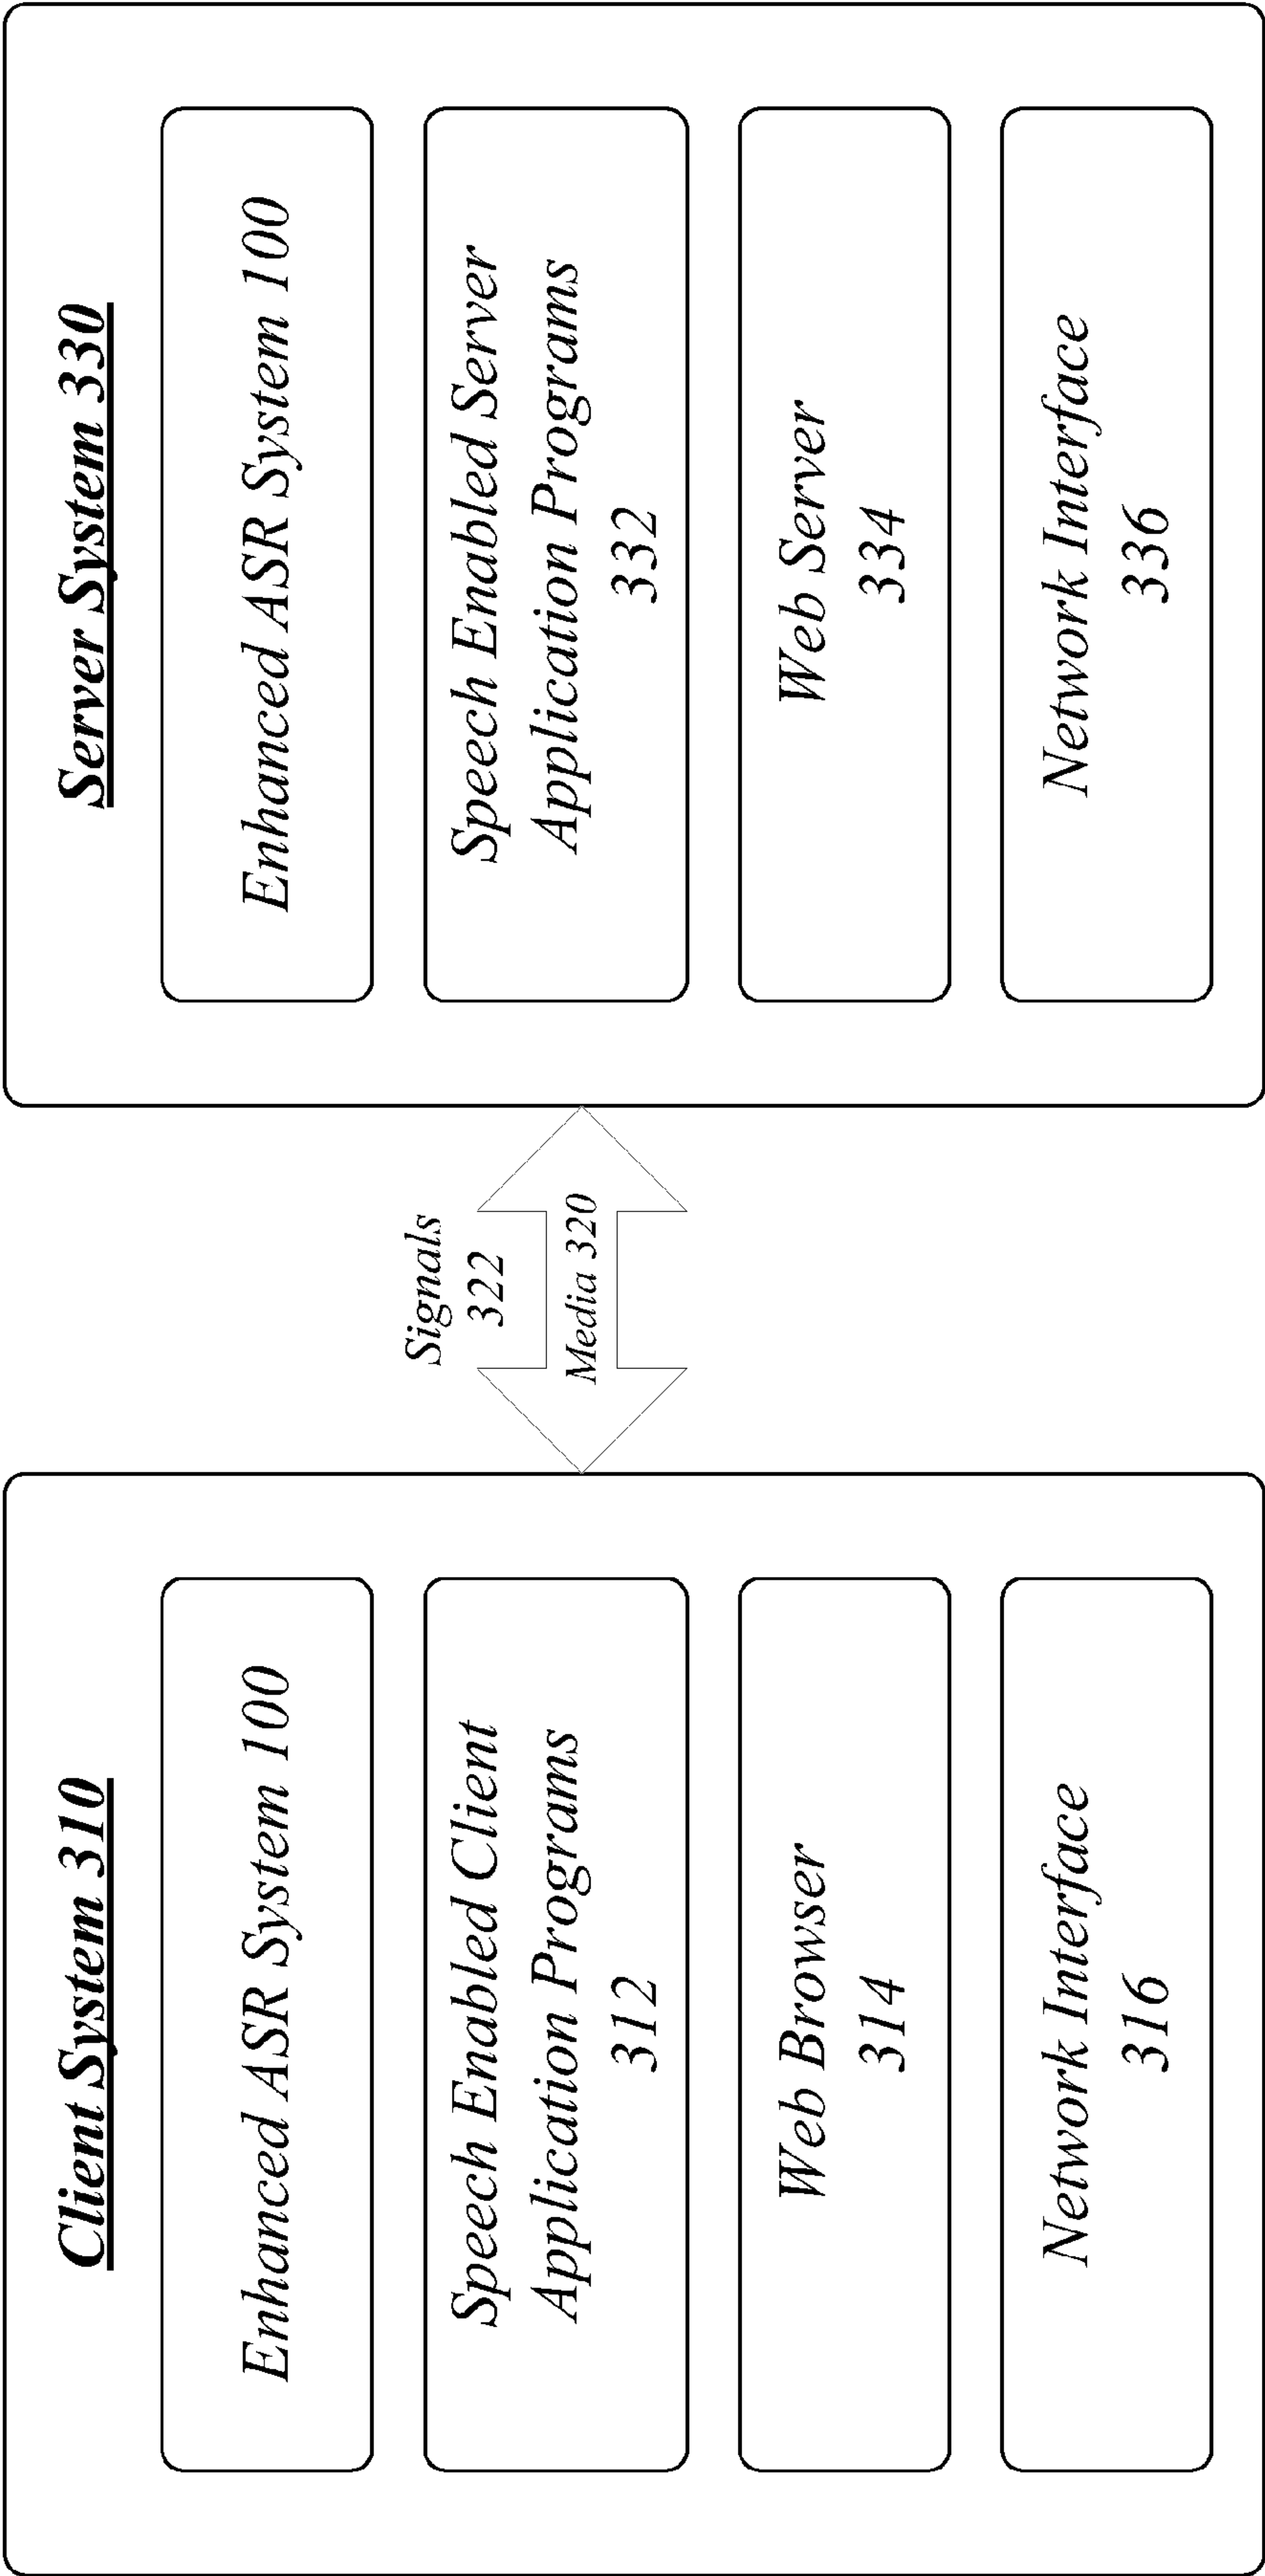 Client System 310
Enhanced ASR System 100
Speech Enabled Client
Application Programs
312
Web Browser
314
Network Interface
316
Signals
322
Media 320
Server System 330
Enhanced ASR System 100
Speech Enabled Server
Application Programs
332
Web Server
334
Network Interface
336